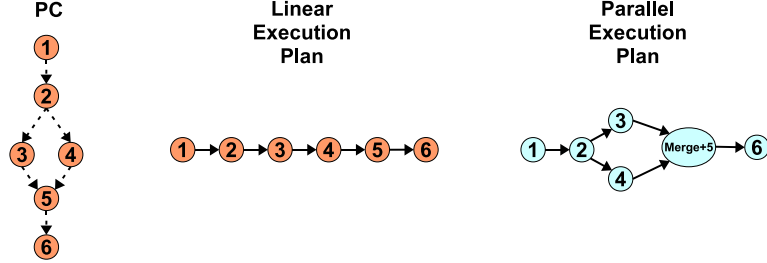 PC
1
2
3 4
5
6
Linear
Execution
Plan
1 2 3 4 5 6
Parallel
Execution
Plan
1 2 3 4 Merge+5 6